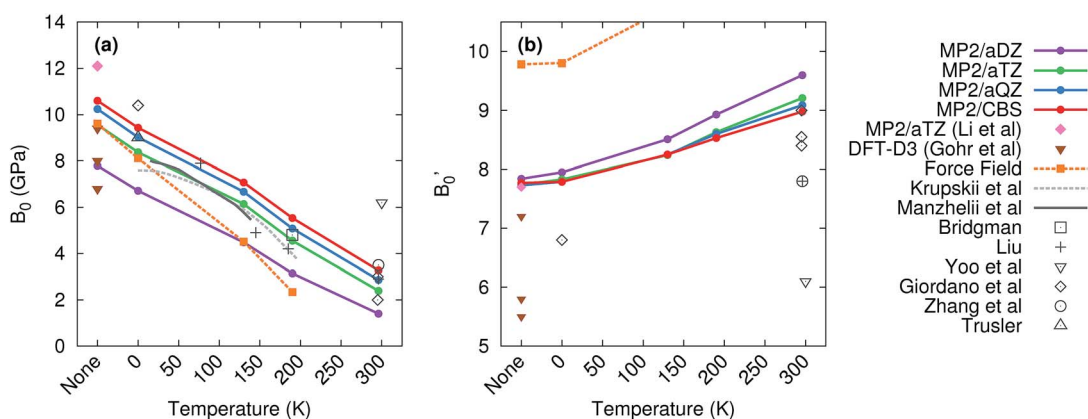 (a)
B0 (GPa)
14
12
10
8
6
4
2
0
None
0
50
100
150
200
250
300
Temperature (K)
(b)
B0'
10
9
8
7
6
5
None
0
50
100
150
200
250
300
Temperature (K)
MP2/aDZ
MP2/aTZ
MP2/aQZ
MP2/CBS
MP2/aTZ (Li et al)
DFT-D3 (Gohr et al)
Force Field
Krupskii et al
Manzhelii et al
Bridgman
Liu
Yoo et al
Giordano et al
Zhang et al
Trusler